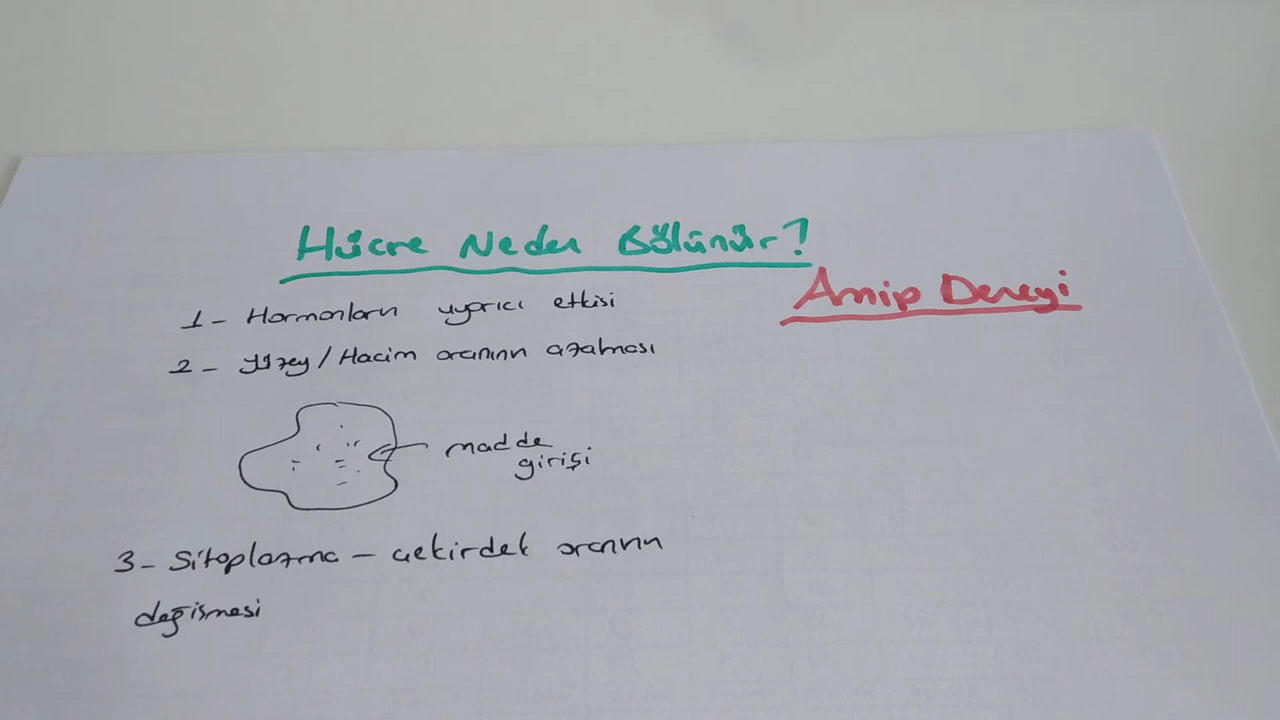 Hücre Neden Bölünür?
Amip Deneyi
1- Hormonların uyarıcı etkisi
2- Yüzey/Hacim oranının azalması
madde
girişi
3- Sitoplazma - çekirdek oranının
değişmesi